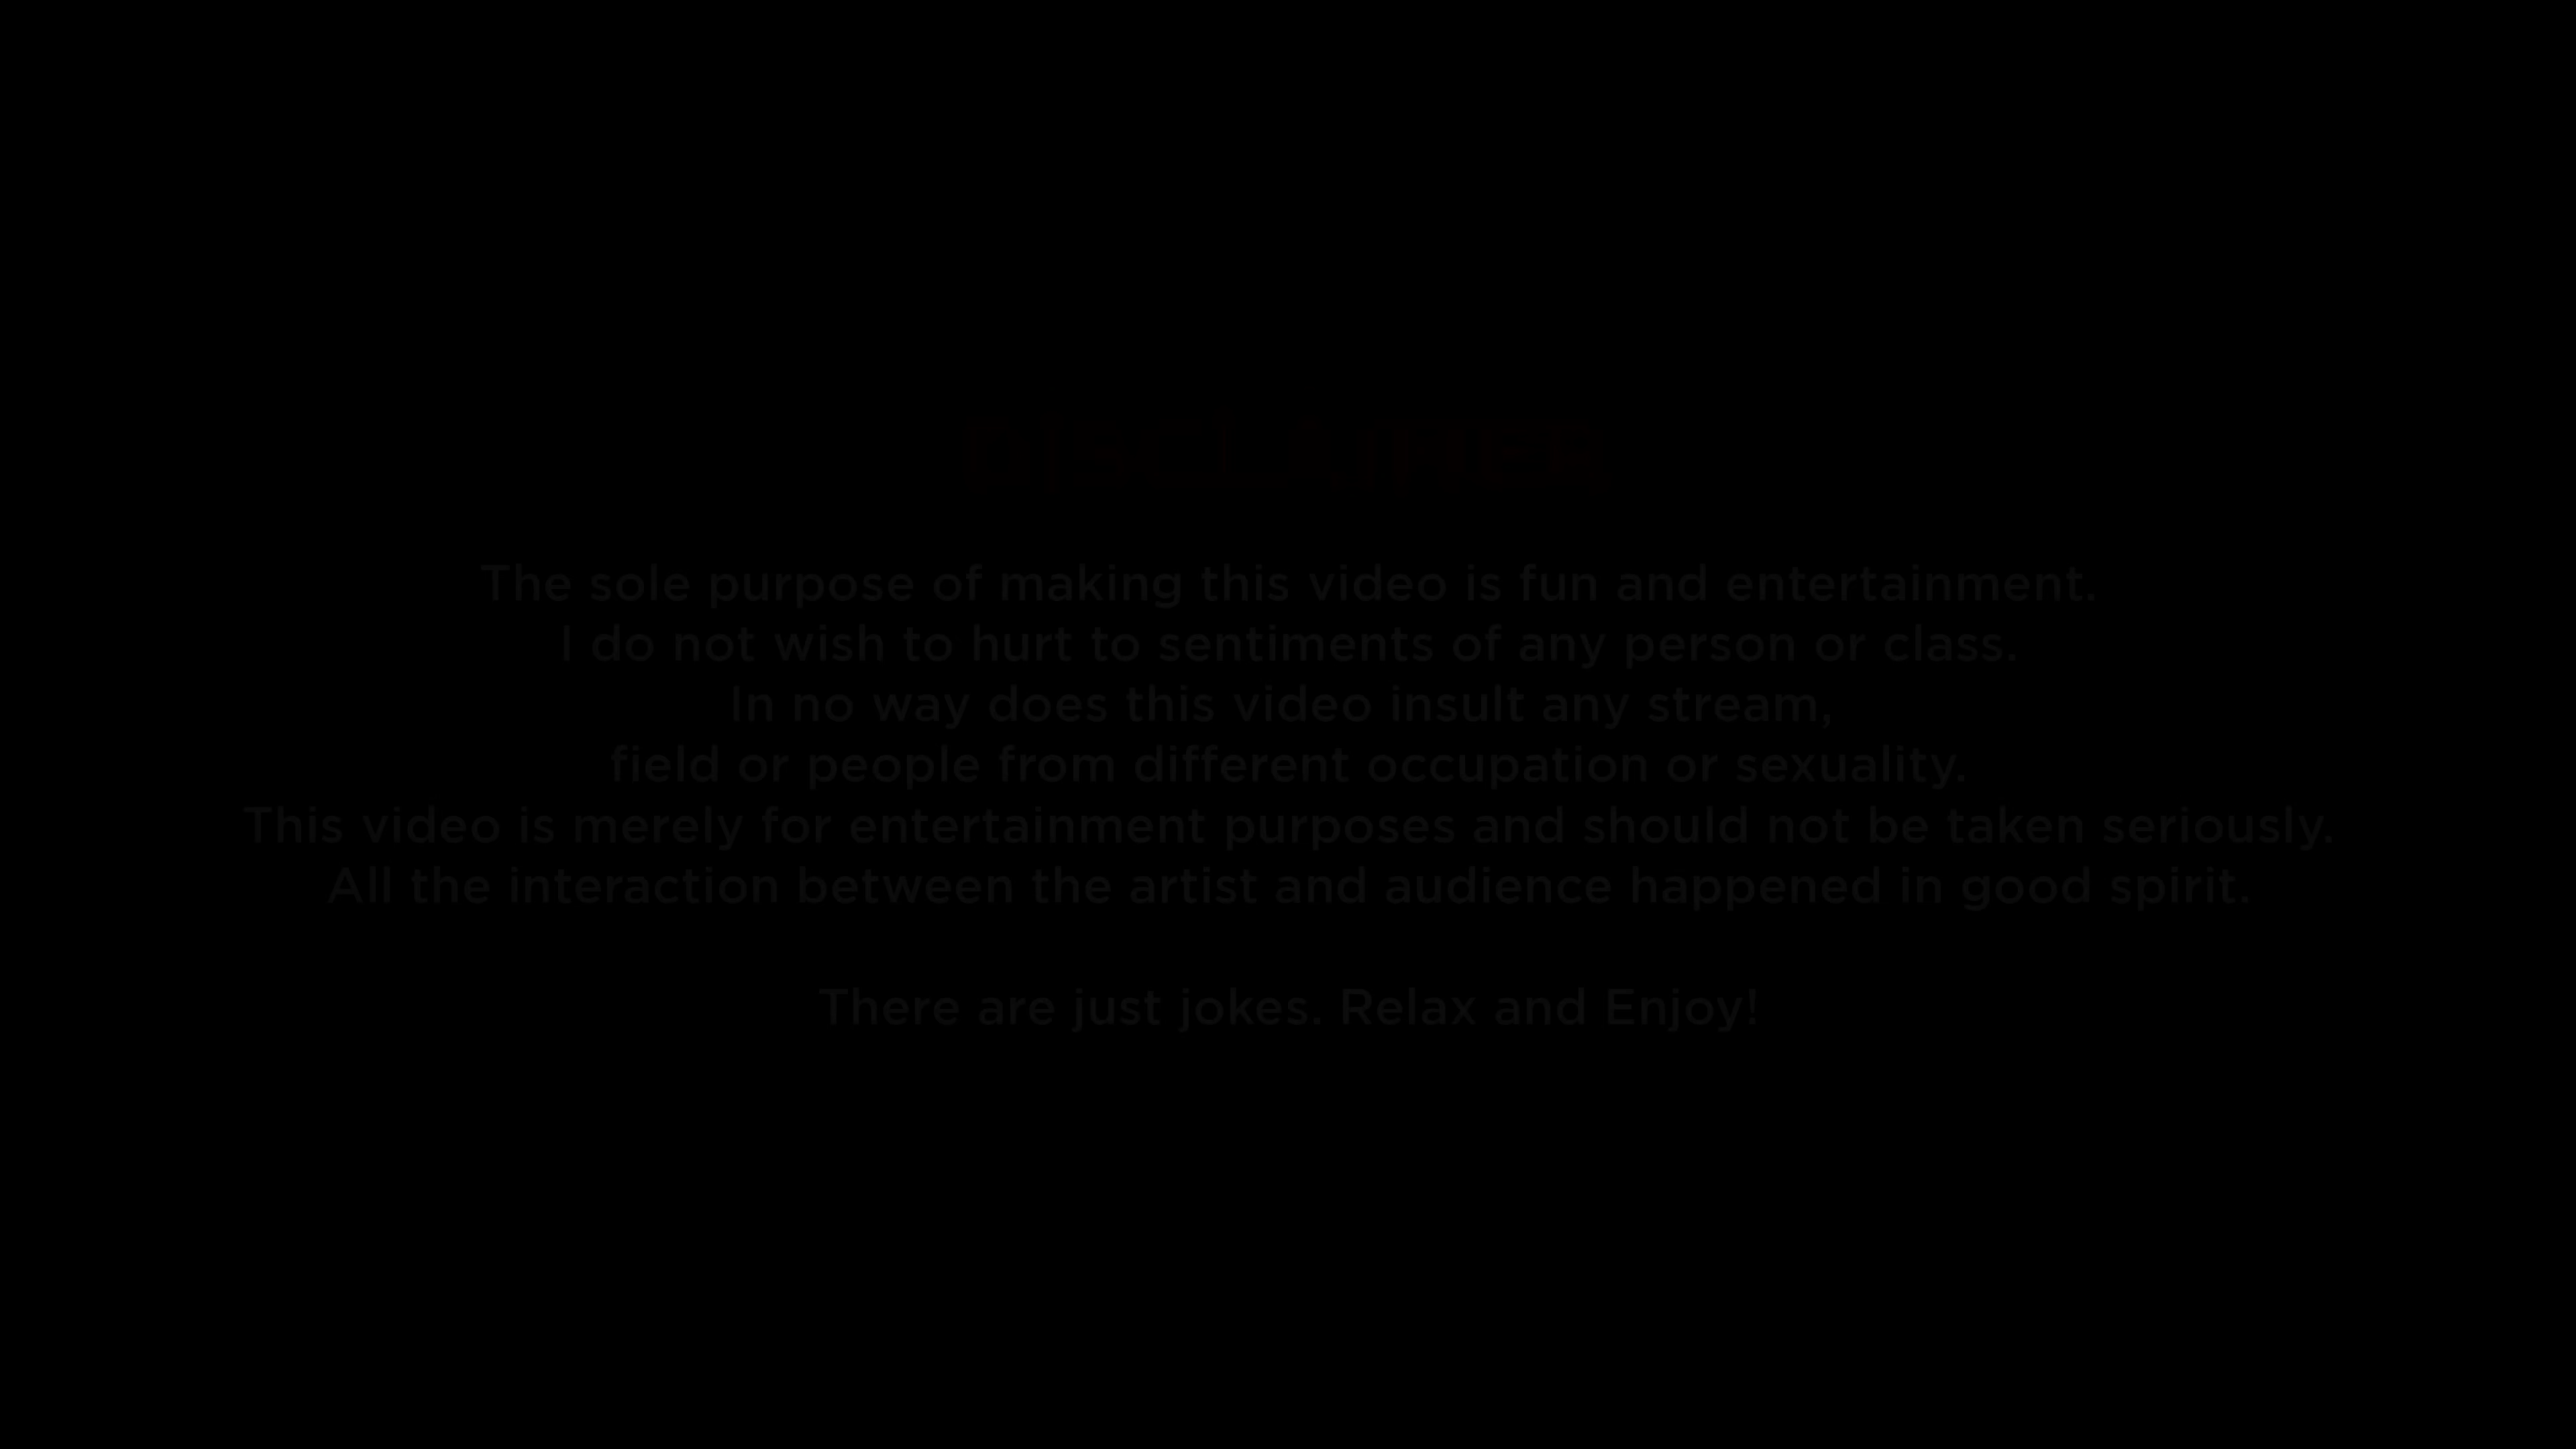 DISCLAIMER
The sole purpose of making this video is fun and entertainment.
I do not wish to hurt to sentiments of any person or class.
In no way does this video insult any stream,
field or people from different occupation or sexuality.
This video is merely for entertainment purposes and should not be taken seriously.
All the interaction between the artist and audience happened in good spirit.
There are just jokes. Relax and Enjoy!